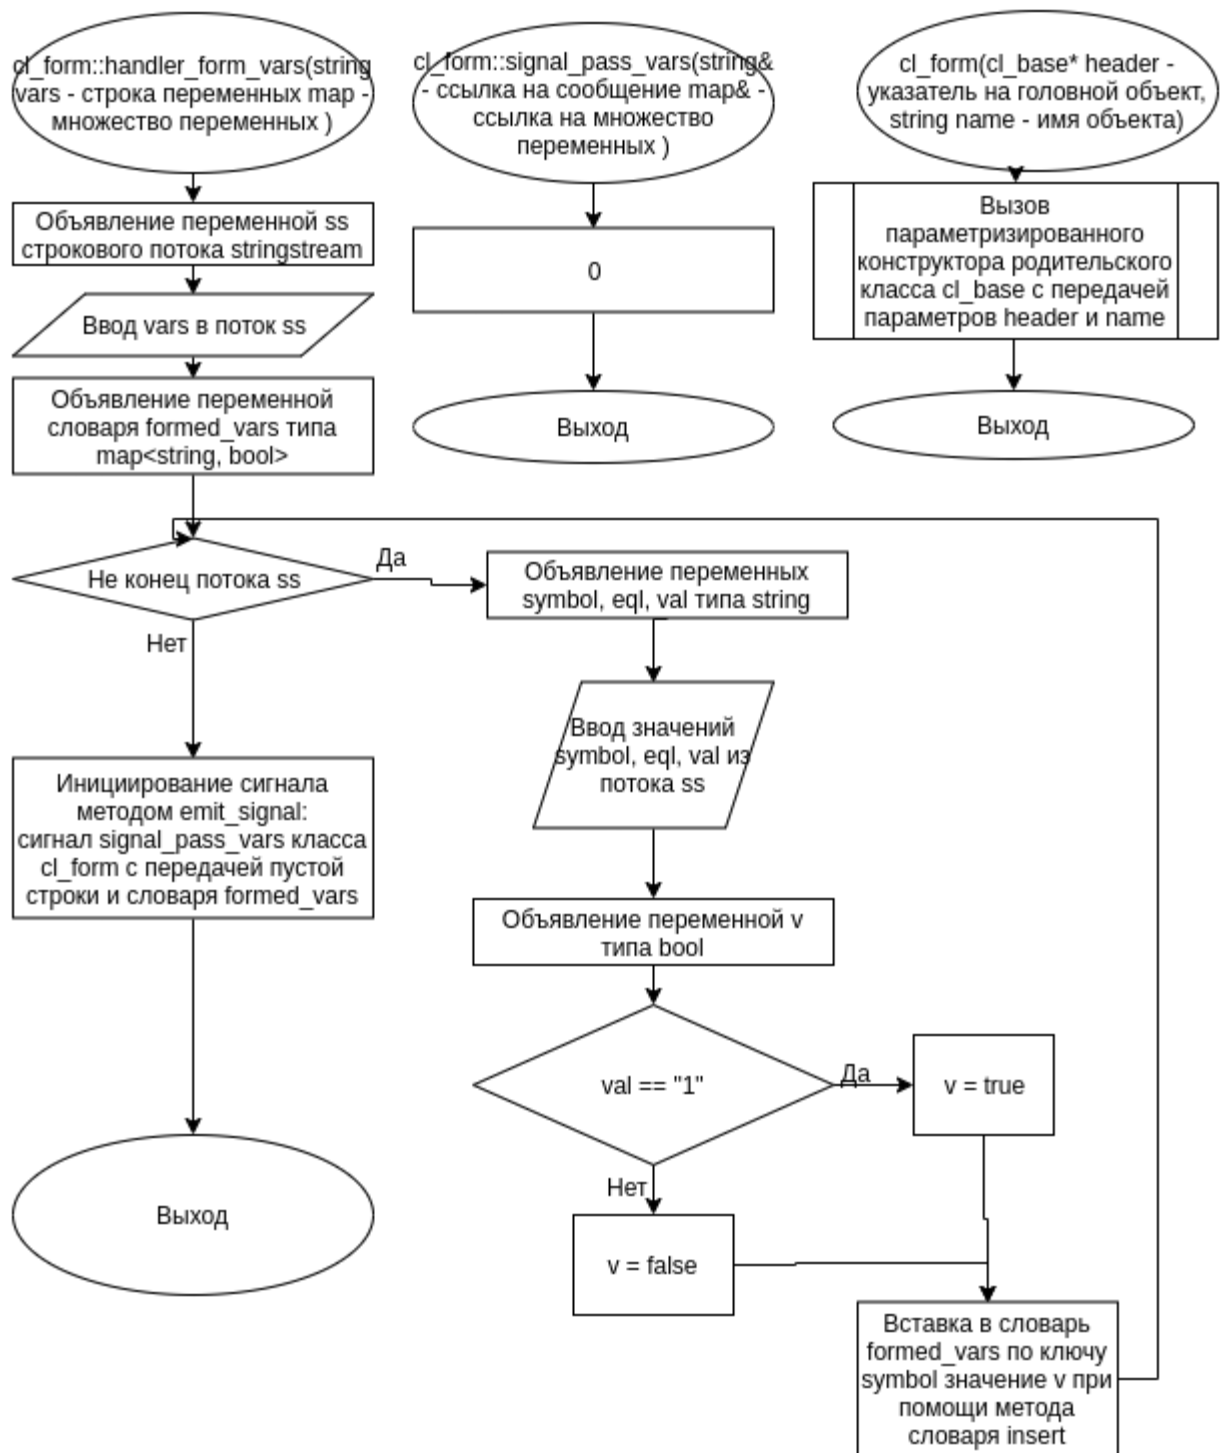 cl_form::handler_form_vars(string
vars - строка переменных map -
множество переменных )
Объявление переменной ss
строкового потока stringstream
Ввод vars в поток ss
Объявление переменной
словаря formed_vars типа
map<string, bool>
Не конец потока ss
Да
Нет
Объявление переменных
symbol, eql, val типа string
Ввод значений
symbol, eql, val из
потока ss
Объявление переменной v
типа bool
val == "1"
Да
v = true
Нет
v = false
Вставка в словарь
formed_vars по ключу
symbol значение v при
помощи метода
словаря insert
Инициирование сигнала
методом emit_signal:
сигнал signal_pass_vars класса
cl_form с передачей пустой
строки и словаря formed_vars
Выход
cl_form::signal_pass_vars(string&
- ссылка на сообщение map& -
ссылка на множество
переменных )
0
Выход
cl_form(cl_base* header -
указатель на головной объект,
string name - имя объекта)
Вызов
параметризированного
конструктора родительского
класса cl_base с передачей
параметров header и name
Выход